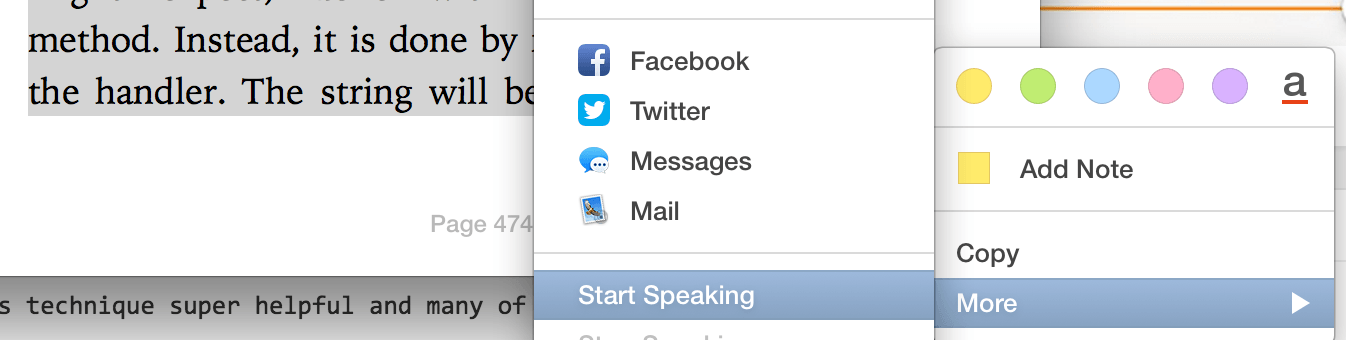 method. Instead, it is done by
the handler. The string will be
Page 474
s technique super helpful and many of
Facebook
Twitter
Messages
Mail
Start Speaking
a
Add Note
Copy
More